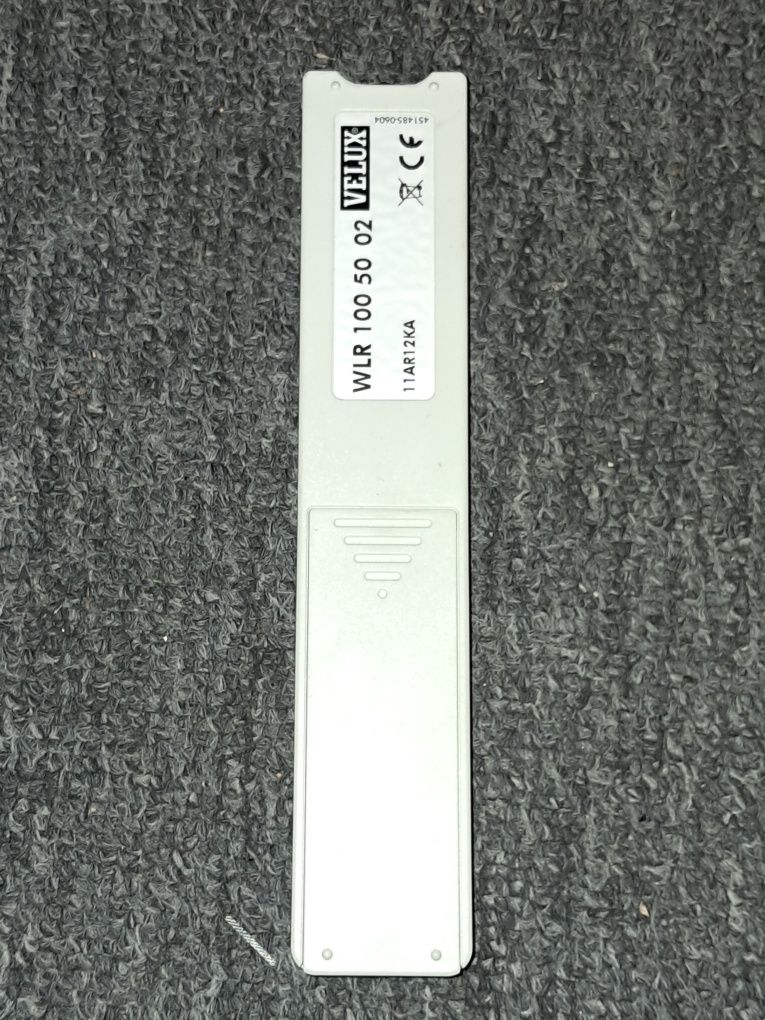 WLR 100 50 02 VELUX®
11AR12KA CE
451485-0604